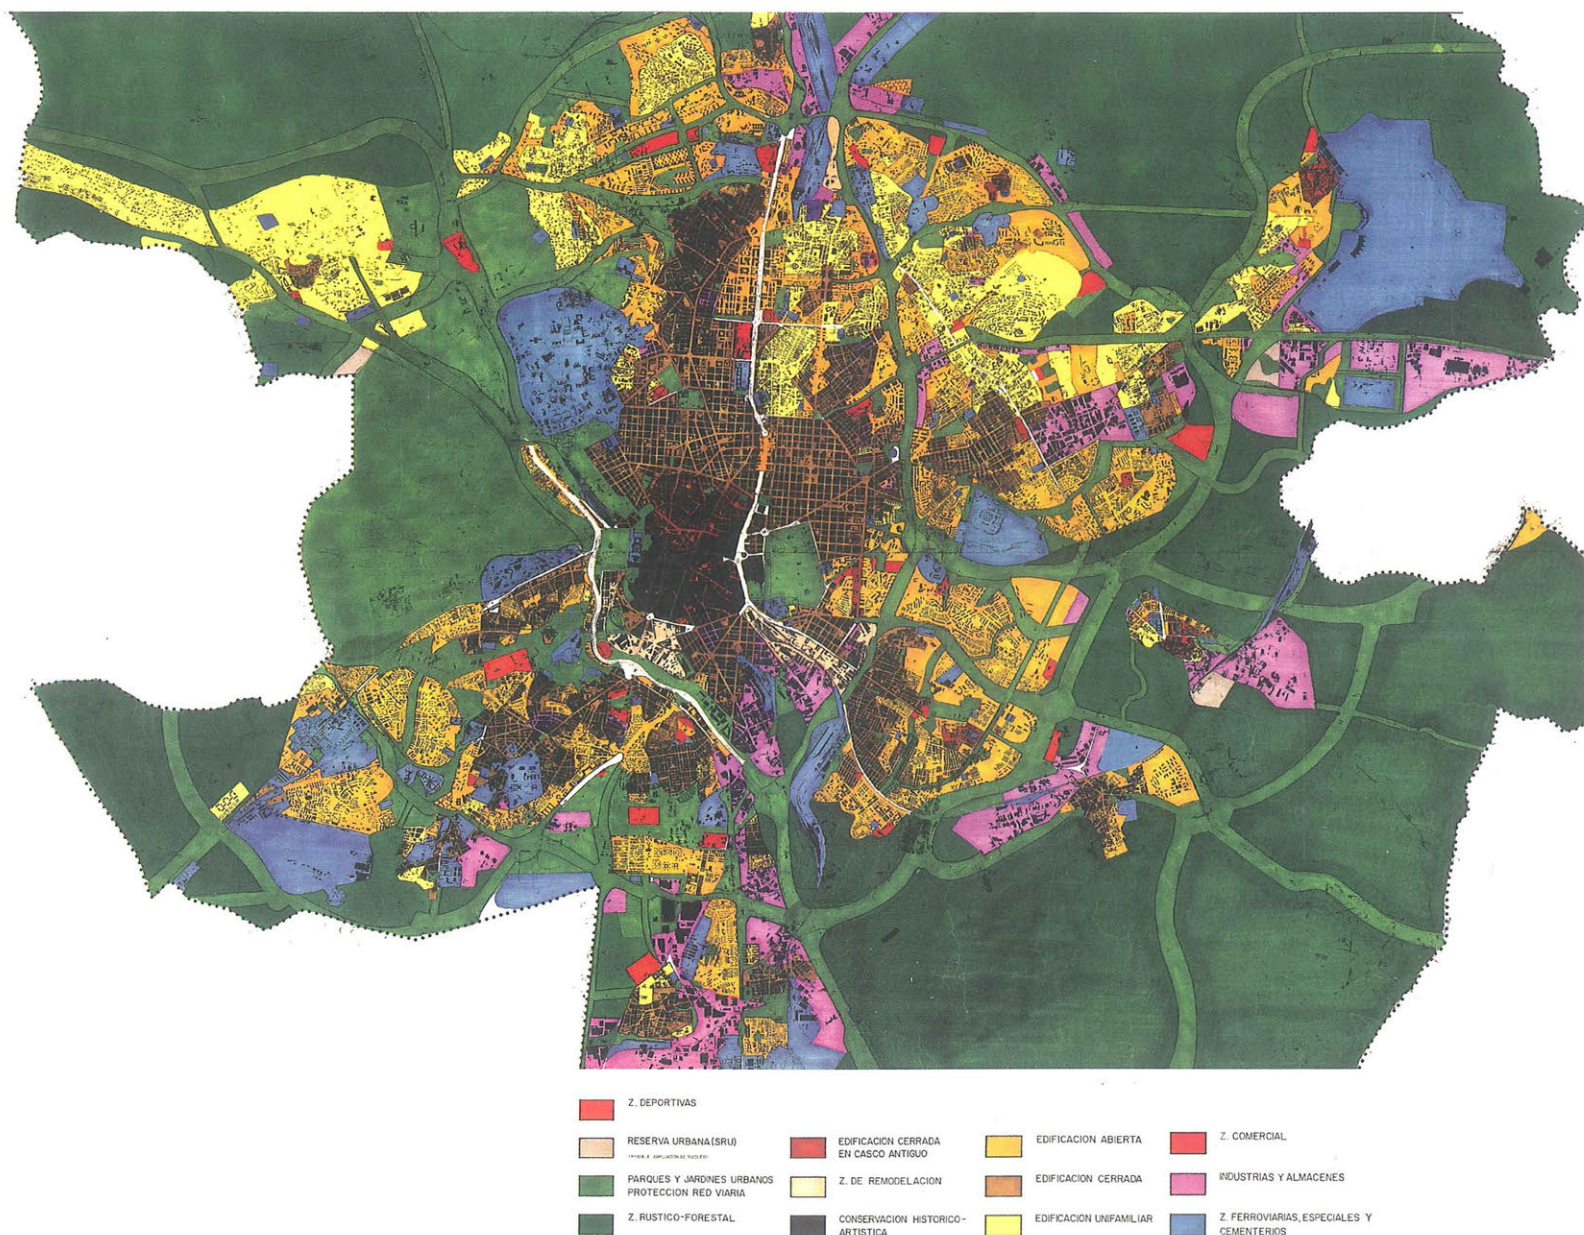 Z. DEPORTIVAS
RESERVA URBANA (SRU)
EDIFICACION CERRADA
EN CASCO ANTIGUO
EDIFICACION ABIERTA
Z. COMERCIAL
PARQUES Y JARDINES URBANOS
PROTECCION RED VIARIA
Z. DE REMODELACION
EDIFICACION CERRADA
INDUSTRIAS Y ALMACENES
Z. RUSTICO-FORESTAL
CONSERVACION HISTORICO-
ARTISTICA
EDIFICACION UNIFAMILIAR
Z. FERROVIARIAS, ESPECIALES Y
CEMENTERIOS